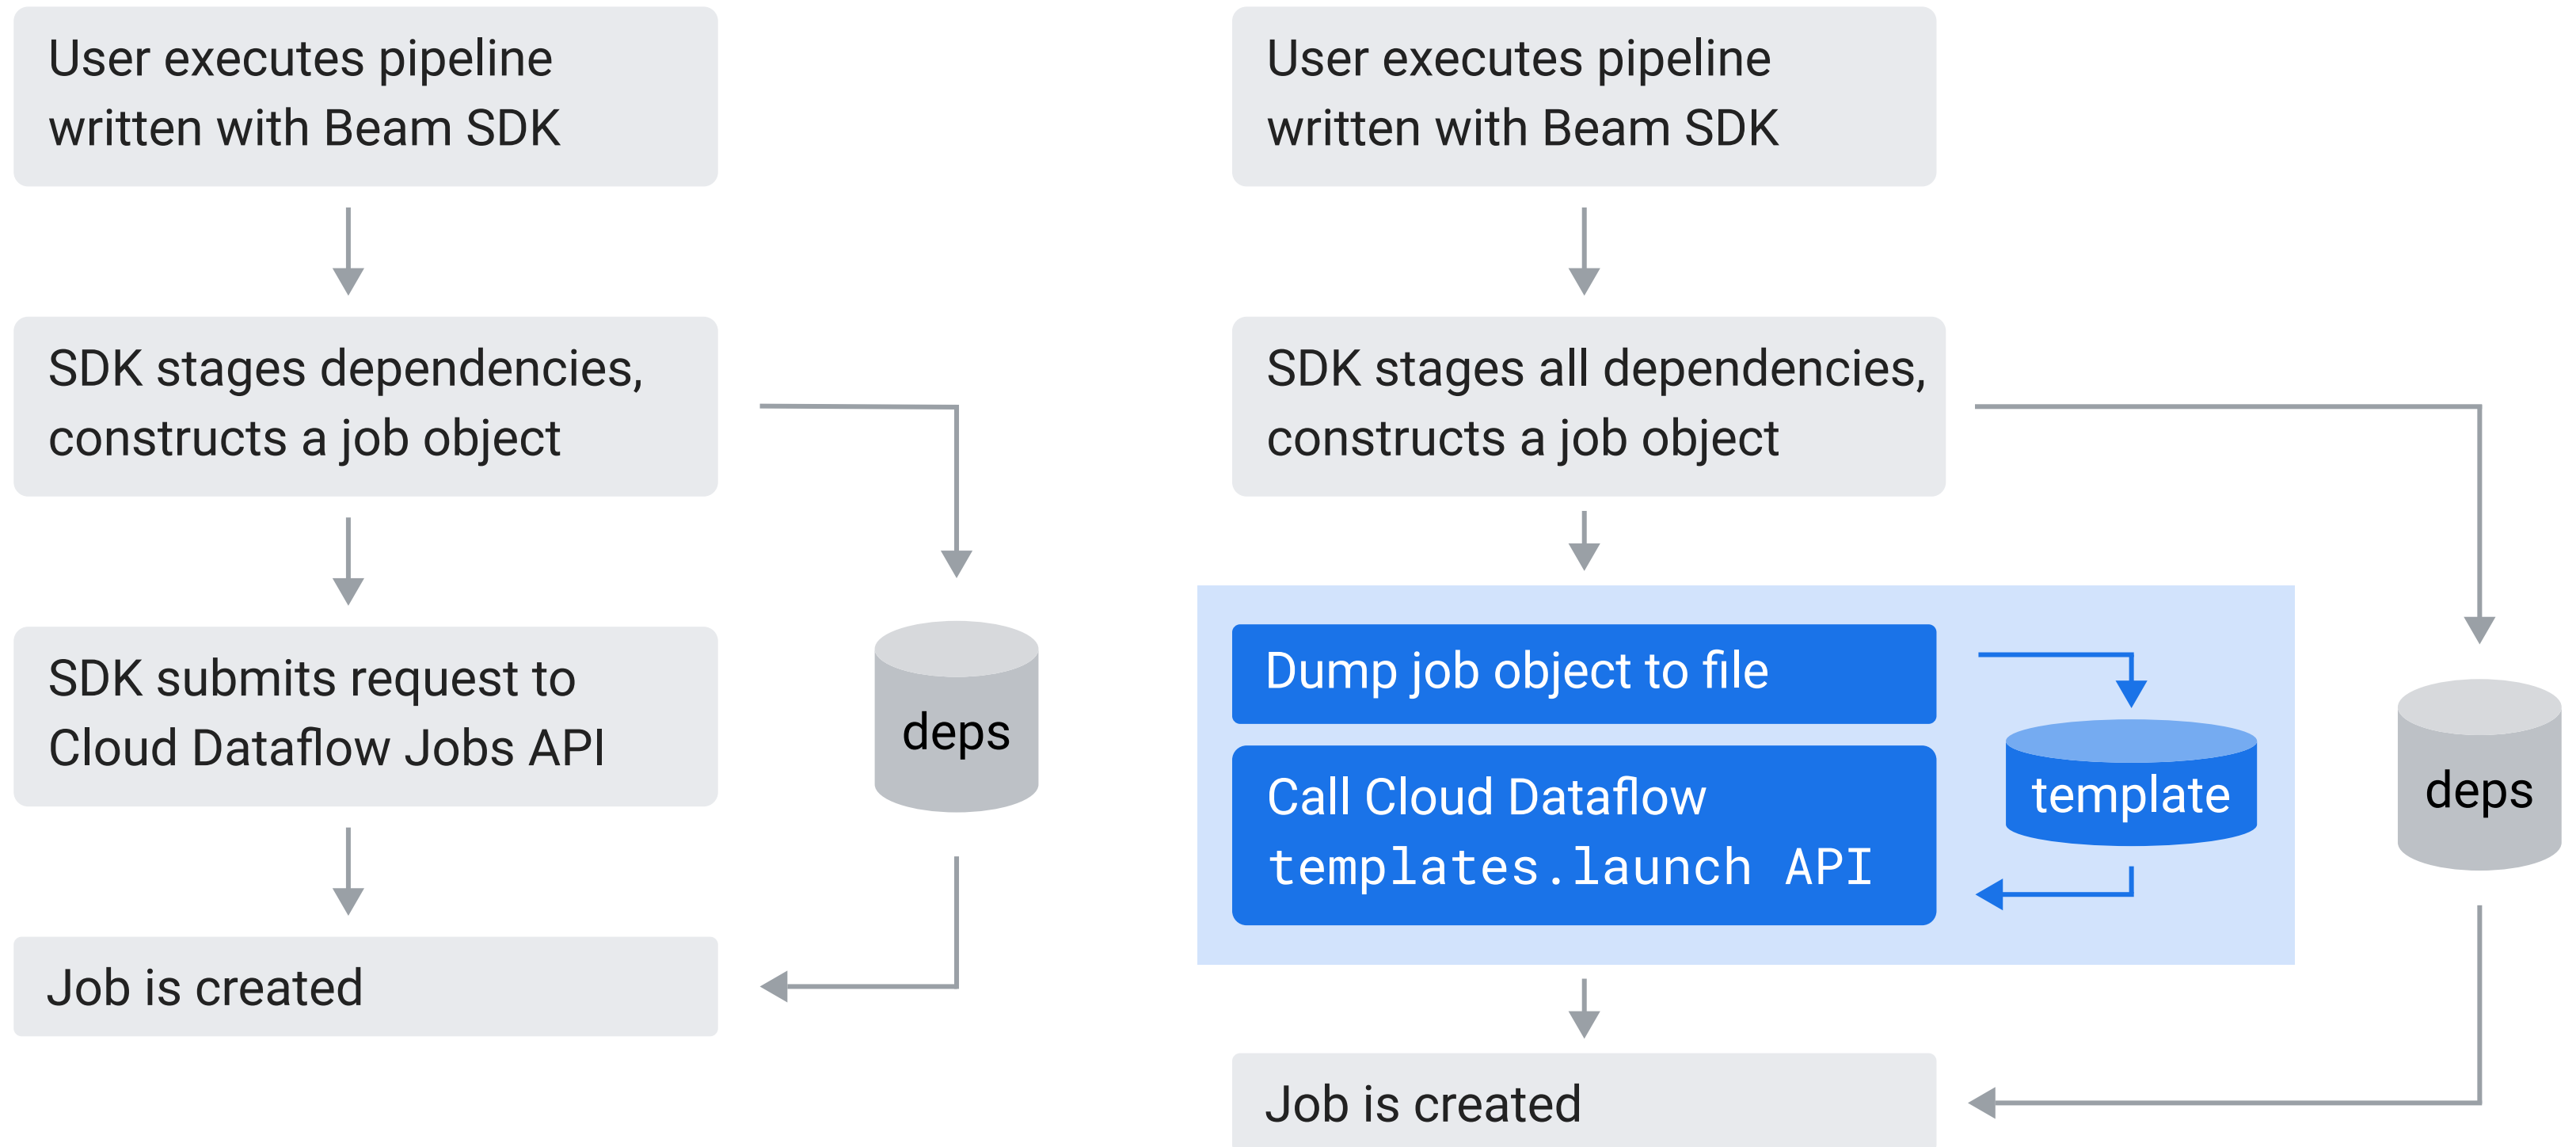 User executes pipeline
written with Beam SDK
SDK stages dependencies,
constructs a job object
SDK submits request to
Cloud Dataflow Jobs API
deps
Job is created
User executes pipeline
written with Beam SDK
SDK stages all dependencies,
constructs a job object
Dump job object to file
Call Cloud Dataflow
templates.launch API
template
deps
Job is created